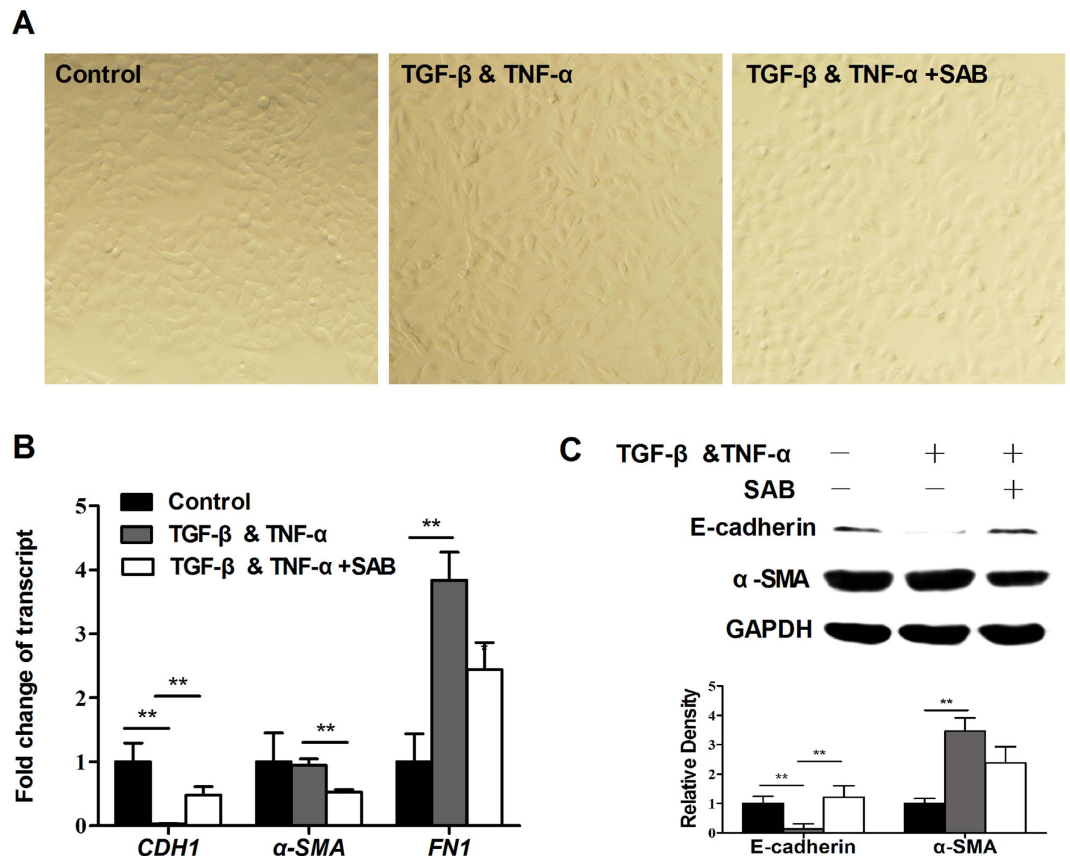 A
Control
TGF-β & TNF-α
TGF-β & TNF-α +SAB
B
Fold change of transcript
5
4
3
2
1
0
Control
TGF-β & TNF-α
TGF-β & TNF-α +SAB
**
**
**
**
*
CDH1
α-SMA
FN1
C
TGF-β &TNF-α — + +
SAB — — +
E-cadherin
α-SMA
GAPDH
Relative Density
5
4
3
2
1
0
**
**
**
E-cadherin
α-SMA